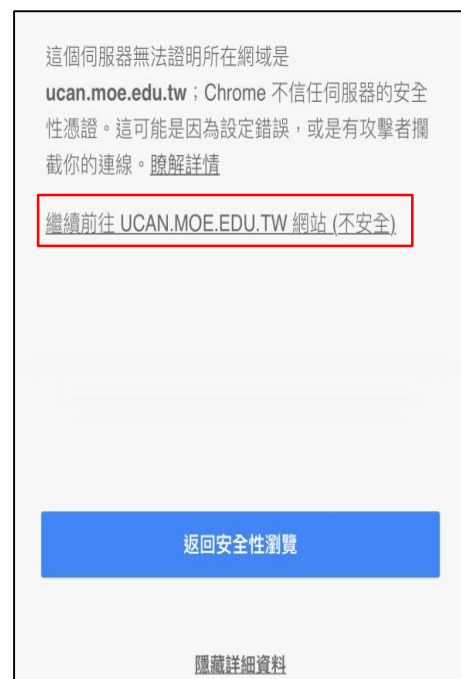 這個伺服器無法證明所在網域是
ucan.moe.edu.tw；Chrome 不信任伺服器的安全
性憑證。這可能是因為設定錯誤，或是有攻擊者攔
截你的連線。瞭解詳情
繼續前往 UCAN.MOE.EDU.TW 網站 (不安全)
返回安全性瀏覽
隱藏詳細資料